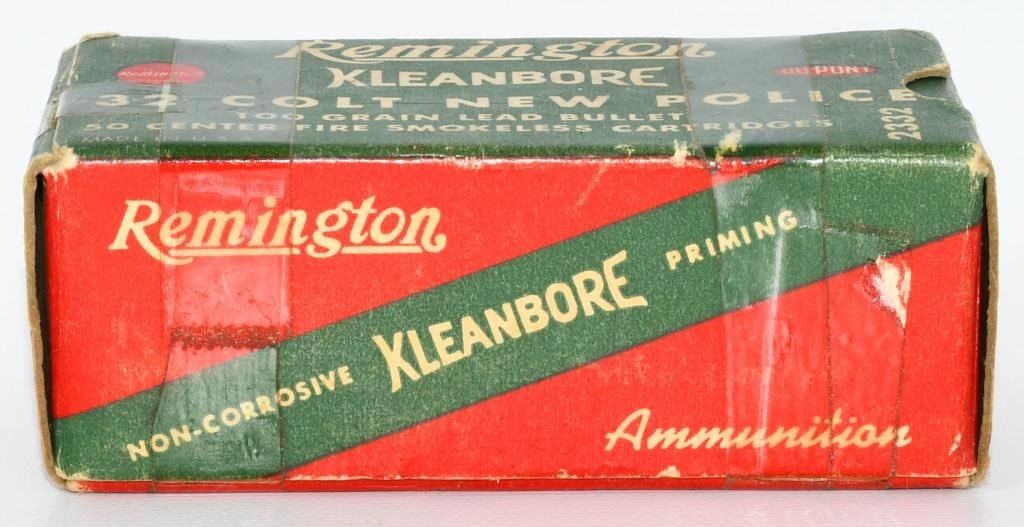 Remington
KLEANBORE
Remington
DU PONT
32 COLT NEW POLICE
100 GRAIN LEAD BULLET
50 CENTER FIRE SMOKELESS CARTRIDGES
2332
Remington
NON-CORROSIVE KLEANBORE PRIMING
Ammunition